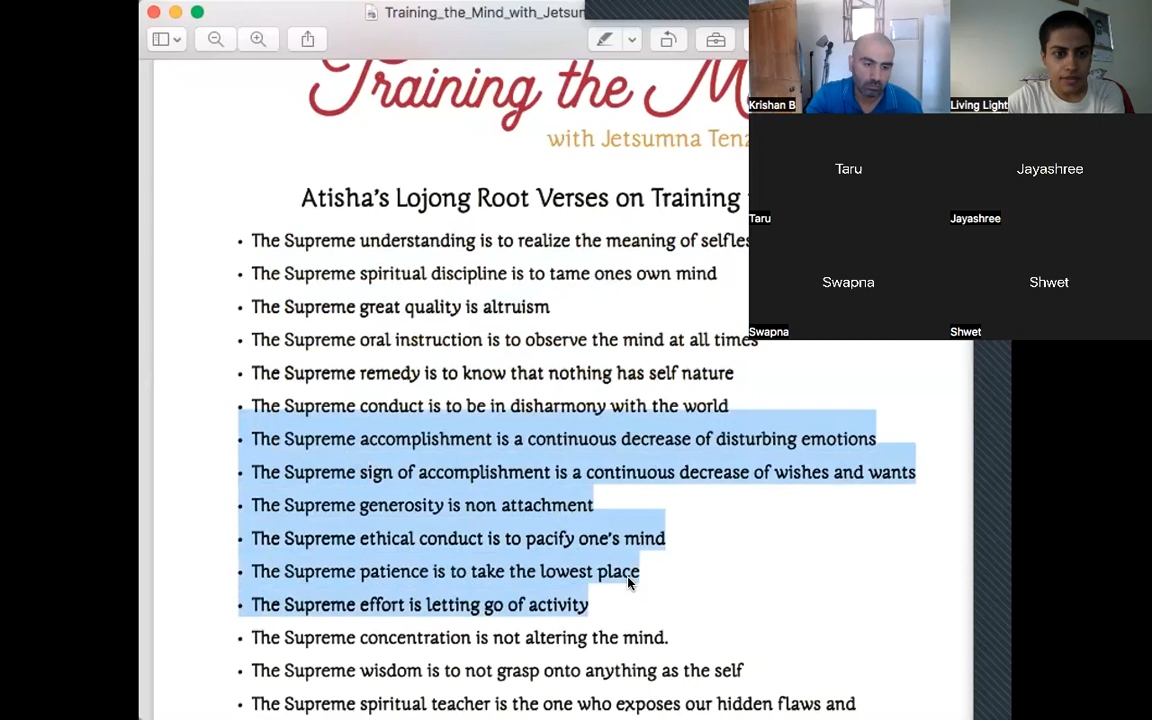 Training_the_Mind_with_Jetsun
Training the M
with Jetsumna Tenz
Atisha's Lojong Root Verses on Training
• The Supreme understanding is to realize the meaning of selfles
• The Supreme spiritual discipline is to tame ones own mind
• The Supreme great quality is altruism
• The Supreme oral instruction is to observe the mind at all times
• The Supreme remedy is to know that nothing has self nature
• The Supreme conduct is to be in disharmony with the world
• The Supreme accomplishment is a continuous decrease of disturbing emotions
• The Supreme sign of accomplishment is a continuous decrease of wishes and wants
• The Supreme generosity is non attachment
• The Supreme ethical conduct is to pacify one's mind
• The Supreme patience is to take the lowest place
• The Supreme effort is letting go of activity
• The Supreme concentration is not altering the mind.
• The Supreme wisdom is to not grasp onto anything as the self
• The Supreme spiritual teacher is the one who exposes our hidden flaws and
Krishan B
Living Light
Taru
Jayashree
Taru
Jayashree
Swapna
Shwet
Swapna
Shwet